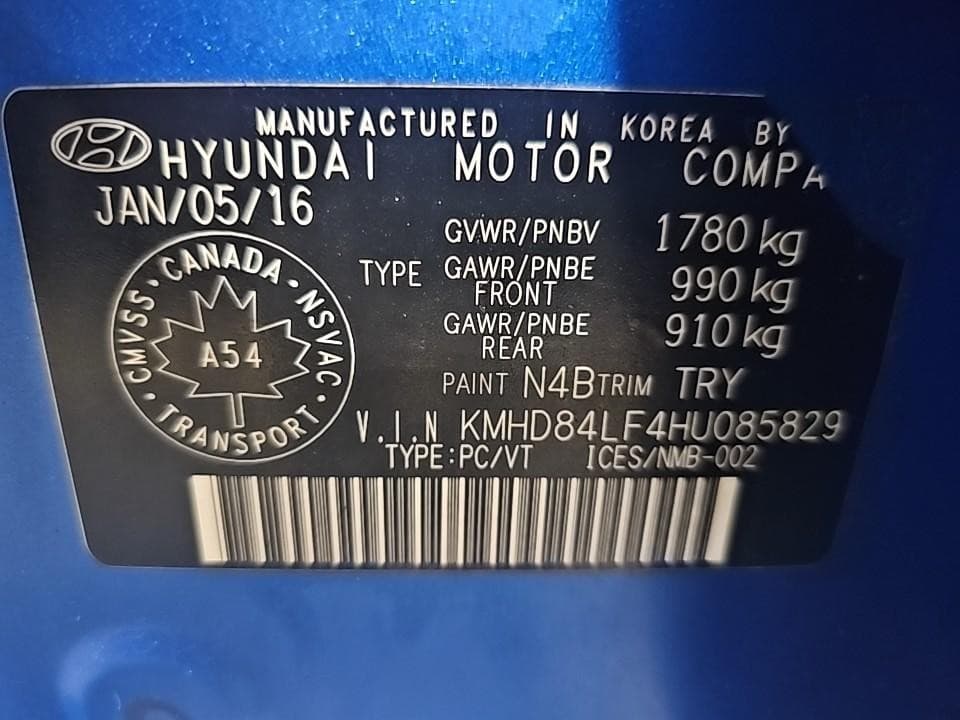 MANUFACTURED IN KOREA BY
HYUNDAI MOTOR COMPA
JAN/05/16
GVWR/PNBV 1780 kg
TYPE GAWR/PNBE FRONT 990 kg
GAWR/PNBE REAR 910 kg
CANADA · NSVAC · TRANSPORT · CMVSS ·
A54
PAINT N4B TRIM TRY
V.I.N KMHD84LF4HU085829
TYPE:PC/VT ICES/NMB-002